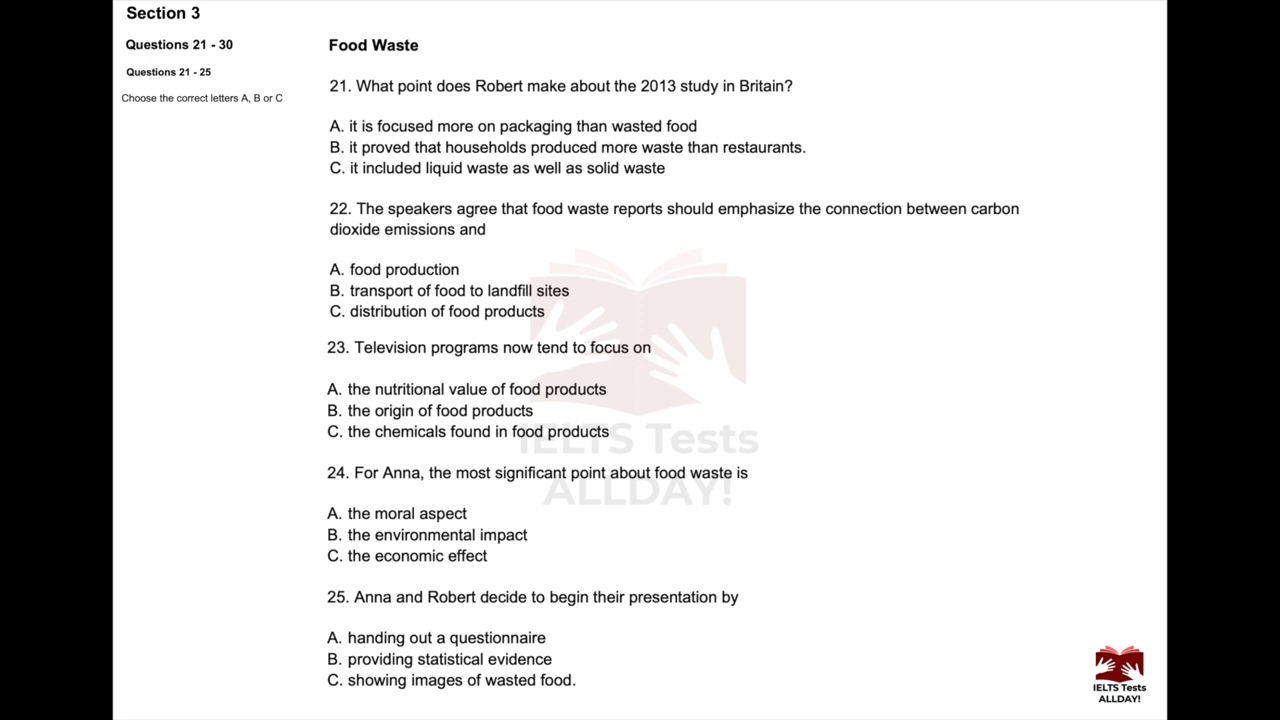 Section 3
Questions 21 - 30
Food Waste
Questions 21 - 25
Choose the correct letters A, B or C
21. What point does Robert make about the 2013 study in Britain?
A. it is focused more on packaging than wasted food
B. it proved that households produced more waste than restaurants.
C. it included liquid waste as well as solid waste
22. The speakers agree that food waste reports should emphasize the connection between carbon
dioxide emissions and
A. food production
B. transport of food to landfill sites
C. distribution of food products
23. Television programs now tend to focus on
A. the nutritional value of food products
B. the origin of food products
C. the chemicals found in food products
IELTS Tests
ALLDAY!
24. For Anna, the most significant point about food waste is
A. the moral aspect
B. the environmental impact
C. the economic effect
25. Anna and Robert decide to begin their presentation by
A. handing out a questionnaire
B. providing statistical evidence
C. showing images of wasted food.
IELTS Tests
ALLDAY!